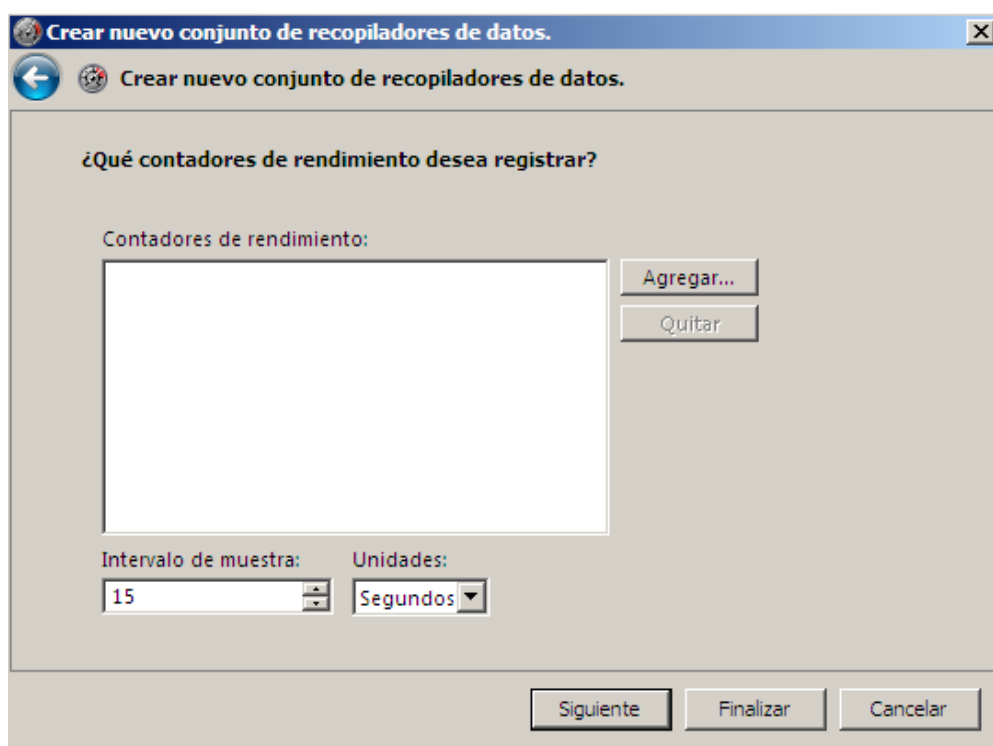 Crear nuevo conjunto de recopiladores de datos.
Crear nuevo conjunto de recopiladores de datos.
¿Qué contadores de rendimiento desea registrar?
Contadores de rendimiento:
Agregar...
Quitar
Intervalo de muestra: Unidades:
15 Segundos
Siguiente Finalizar Cancelar